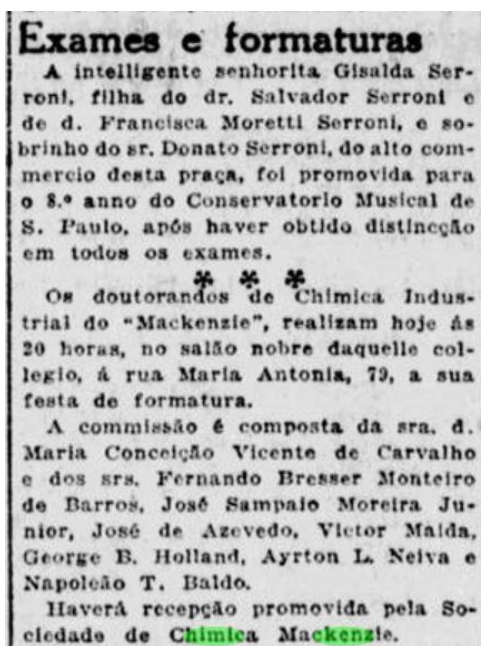 Exames e formaturas
A intelligente senhorita Gisalda Ser-
roni, filha do dr. Salvador Serroni e
de d. Francisca Moretti Serroni, e so-
brinho do sr. Donato Serroni, do alto com-
mercio desta praça, foi promovida para
o 8.º anno do Conservatorio Musical de
S. Paulo, após haver obtido distincção
em todos os exames.
* * *
Os doutorandos de Chimica Indus-
trial do "Mackenzie", realizam hoje ás
20 horas, no salão nobre daquelle col-
legio, á rua Maria Antonia, 79, a sua
festa de formatura.
A commissão é composta da sra. d.
Maria Conceição Vicente de Carvalho
e dos srs. Fernando Bresser Monteiro
de Barros, José Sampaio Moreira Ju-
nior, José de Azevedo, Victor Maida,
George B. Holland, Ayrton L. Neiva e
Napoleão T. Baldo.
Haverá recepção promovida pela So-
ciedade de Chimica Mackenzie.